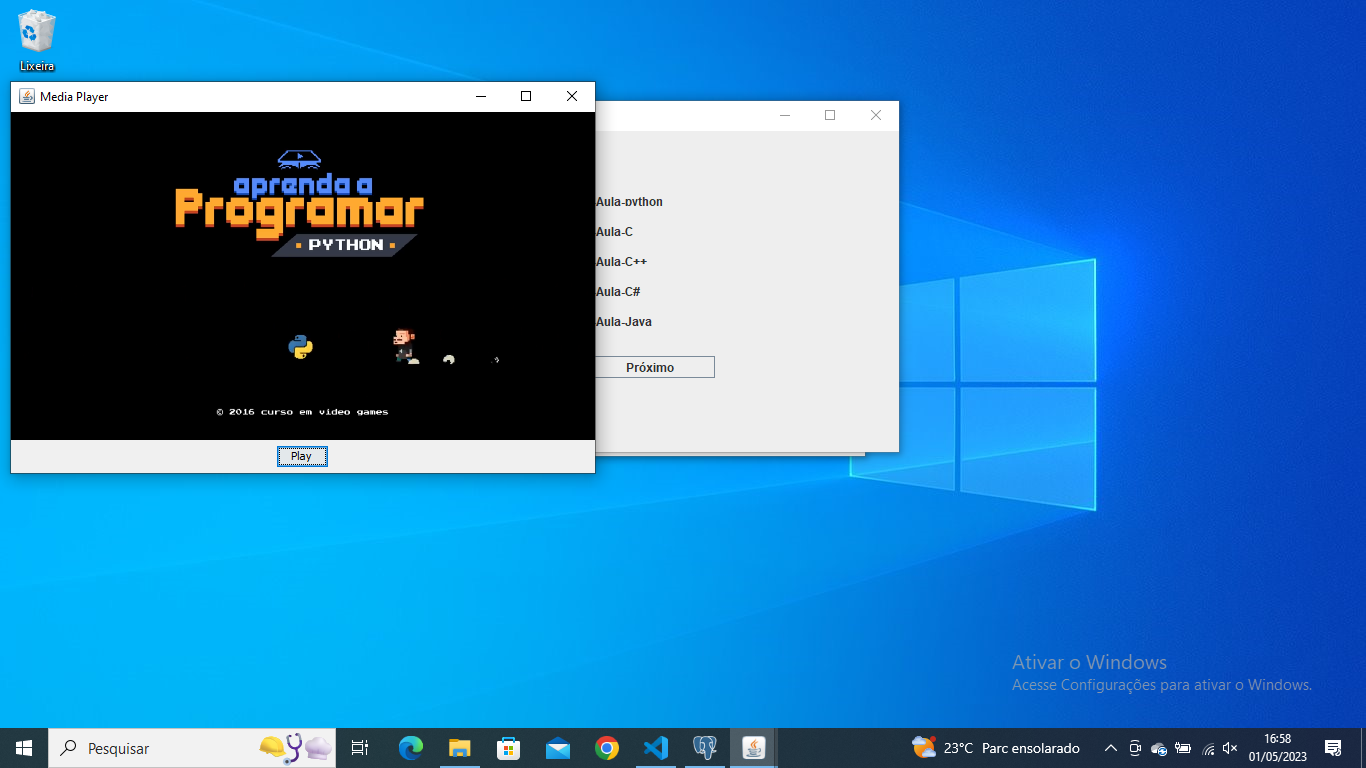 Lixeira
Media Player
aprenda a
Programar
PYTHON
© 2016 curso em video games
Play
Aula-python
Aula-C
Aula-C++
Aula-C#
Aula-Java
Próximo
Ativar o Windows
Acesse Configurações para ativar o Windows.
Pesquisar
23°C Parc ensolarado
16:58
01/05/2023